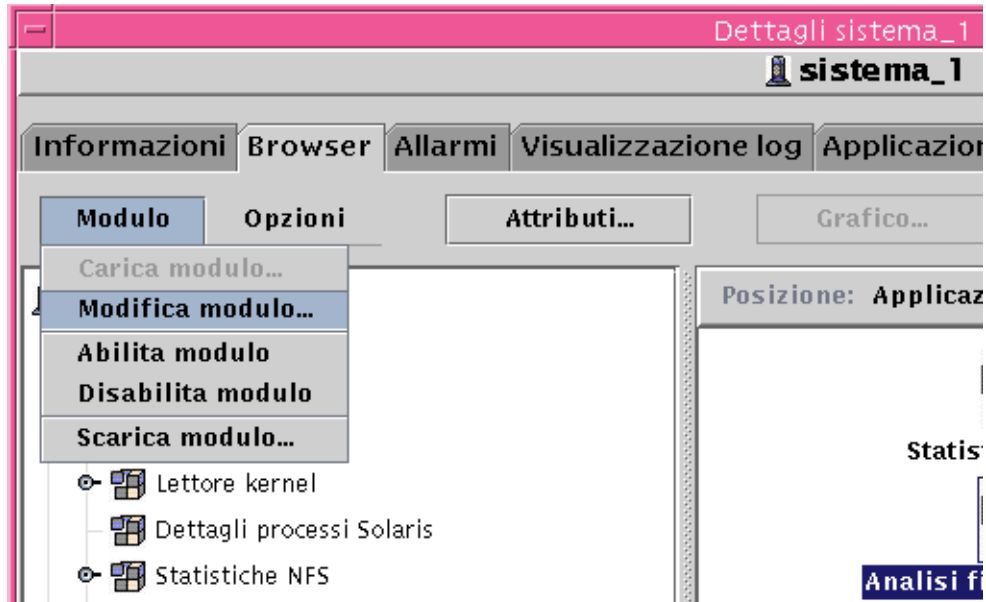 Dettagli sistema_1
sistema_1
Informazioni Browser Allarmi Visualizzazione log
Modulo Opzioni Attributi... Grafico...
Carica modulo...
Modifica modulo...
Posizione:
Abilita modulo
Disabilita modulo
Scarica modulo...
Lettore kernel
Dettagli processi Solaris
Statistiche NFS
Analisi